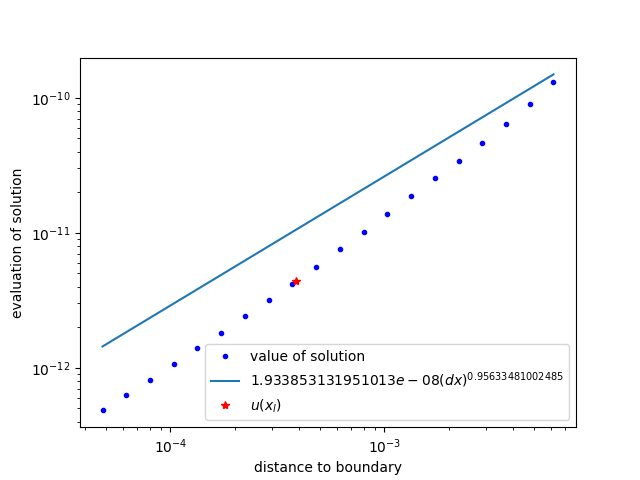 10^{-10}
10^{-11}
10^{-12}
evaluation of solution
value of solution
1.933853131951013e − 08(dx)^{0.95633481002485}
u(x_I)
10^{-4} 10^{-3}
distance to boundary